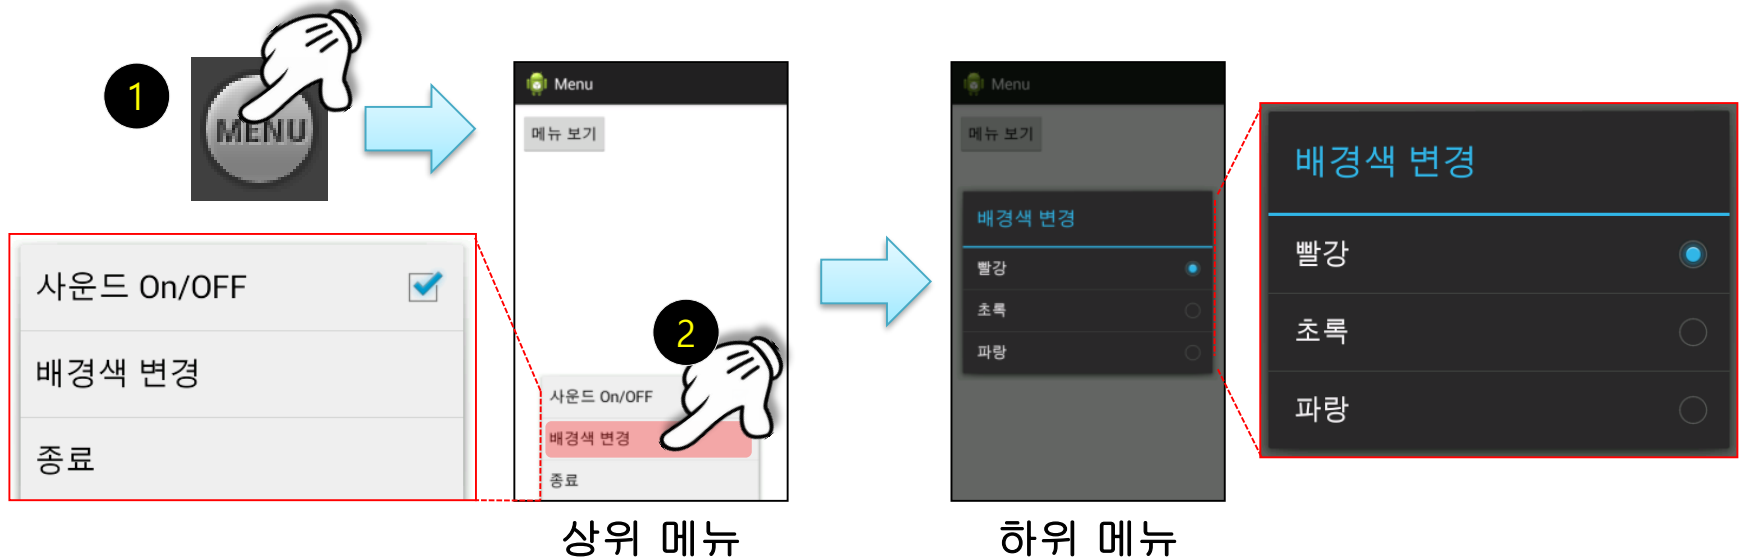 1
MENU
사운드 On/OFF
배경색 변경
종료
Menu
메뉴 보기
2
사운드 On/OFF
배경색 변경
종료
상위 메뉴
Menu
메뉴 보기
배경색 변경
빨강
초록
파랑
하위 메뉴
배경색 변경
빨강
초록
파랑